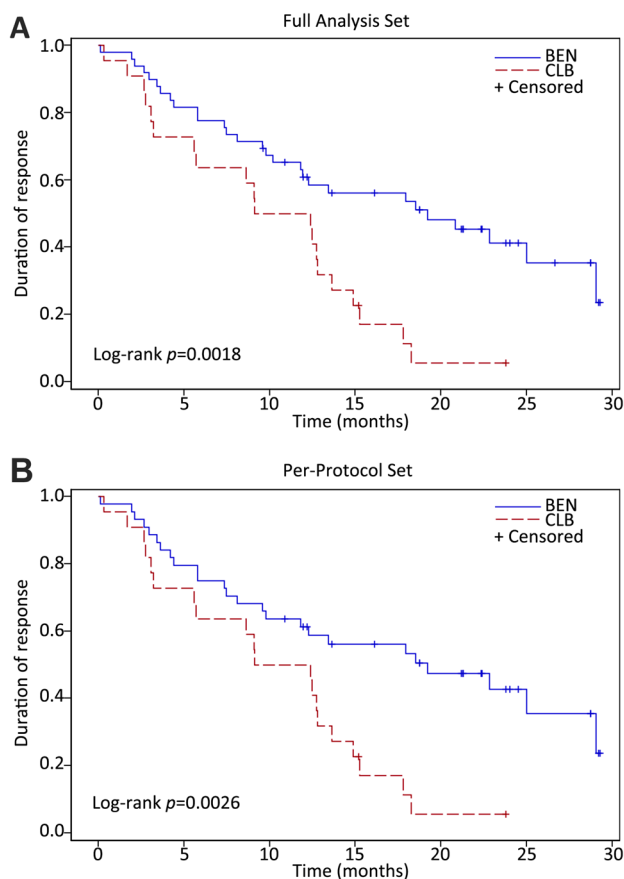 A
Full Analysis Set
BEN
CLB
+ Censored
Duration of response
1.0
0.8
0.6
0.4
0.2
0.0
Log-rank p=0.0018
0 5 10 15 20 25 30
Time (months)
B
Per-Protocol Set
BEN
CLB
+ Censored
Duration of response
1.0
0.8
0.6
0.4
0.2
0.0
Log-rank p=0.0026
0 5 10 15 20 25 30
Time (months)